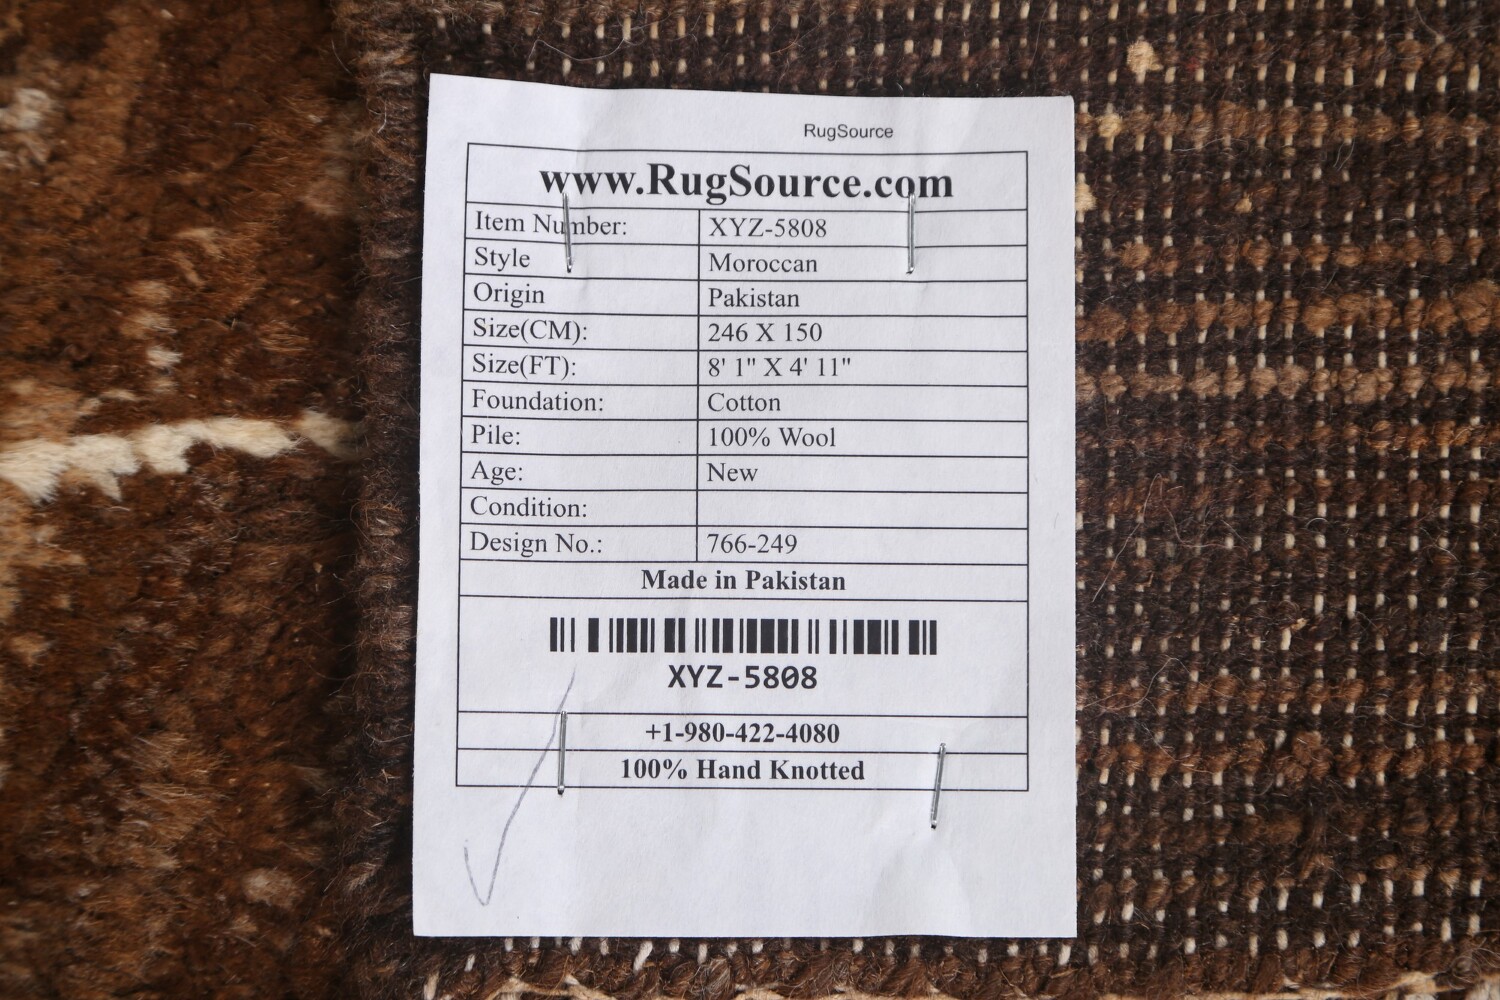 RugSource
www.RugSource.com
Item Number: XYZ-5808
Style Moroccan
Origin Pakistan
Size(CM): 246 X 150
Size(FT): 8' 1" X 4' 11"
Foundation: Cotton
Pile: 100% Wool
Age: New
Condition:
Design No.: 766-249
Made in Pakistan
XYZ-5808
+1-980-422-4080
100% Hand Knotted